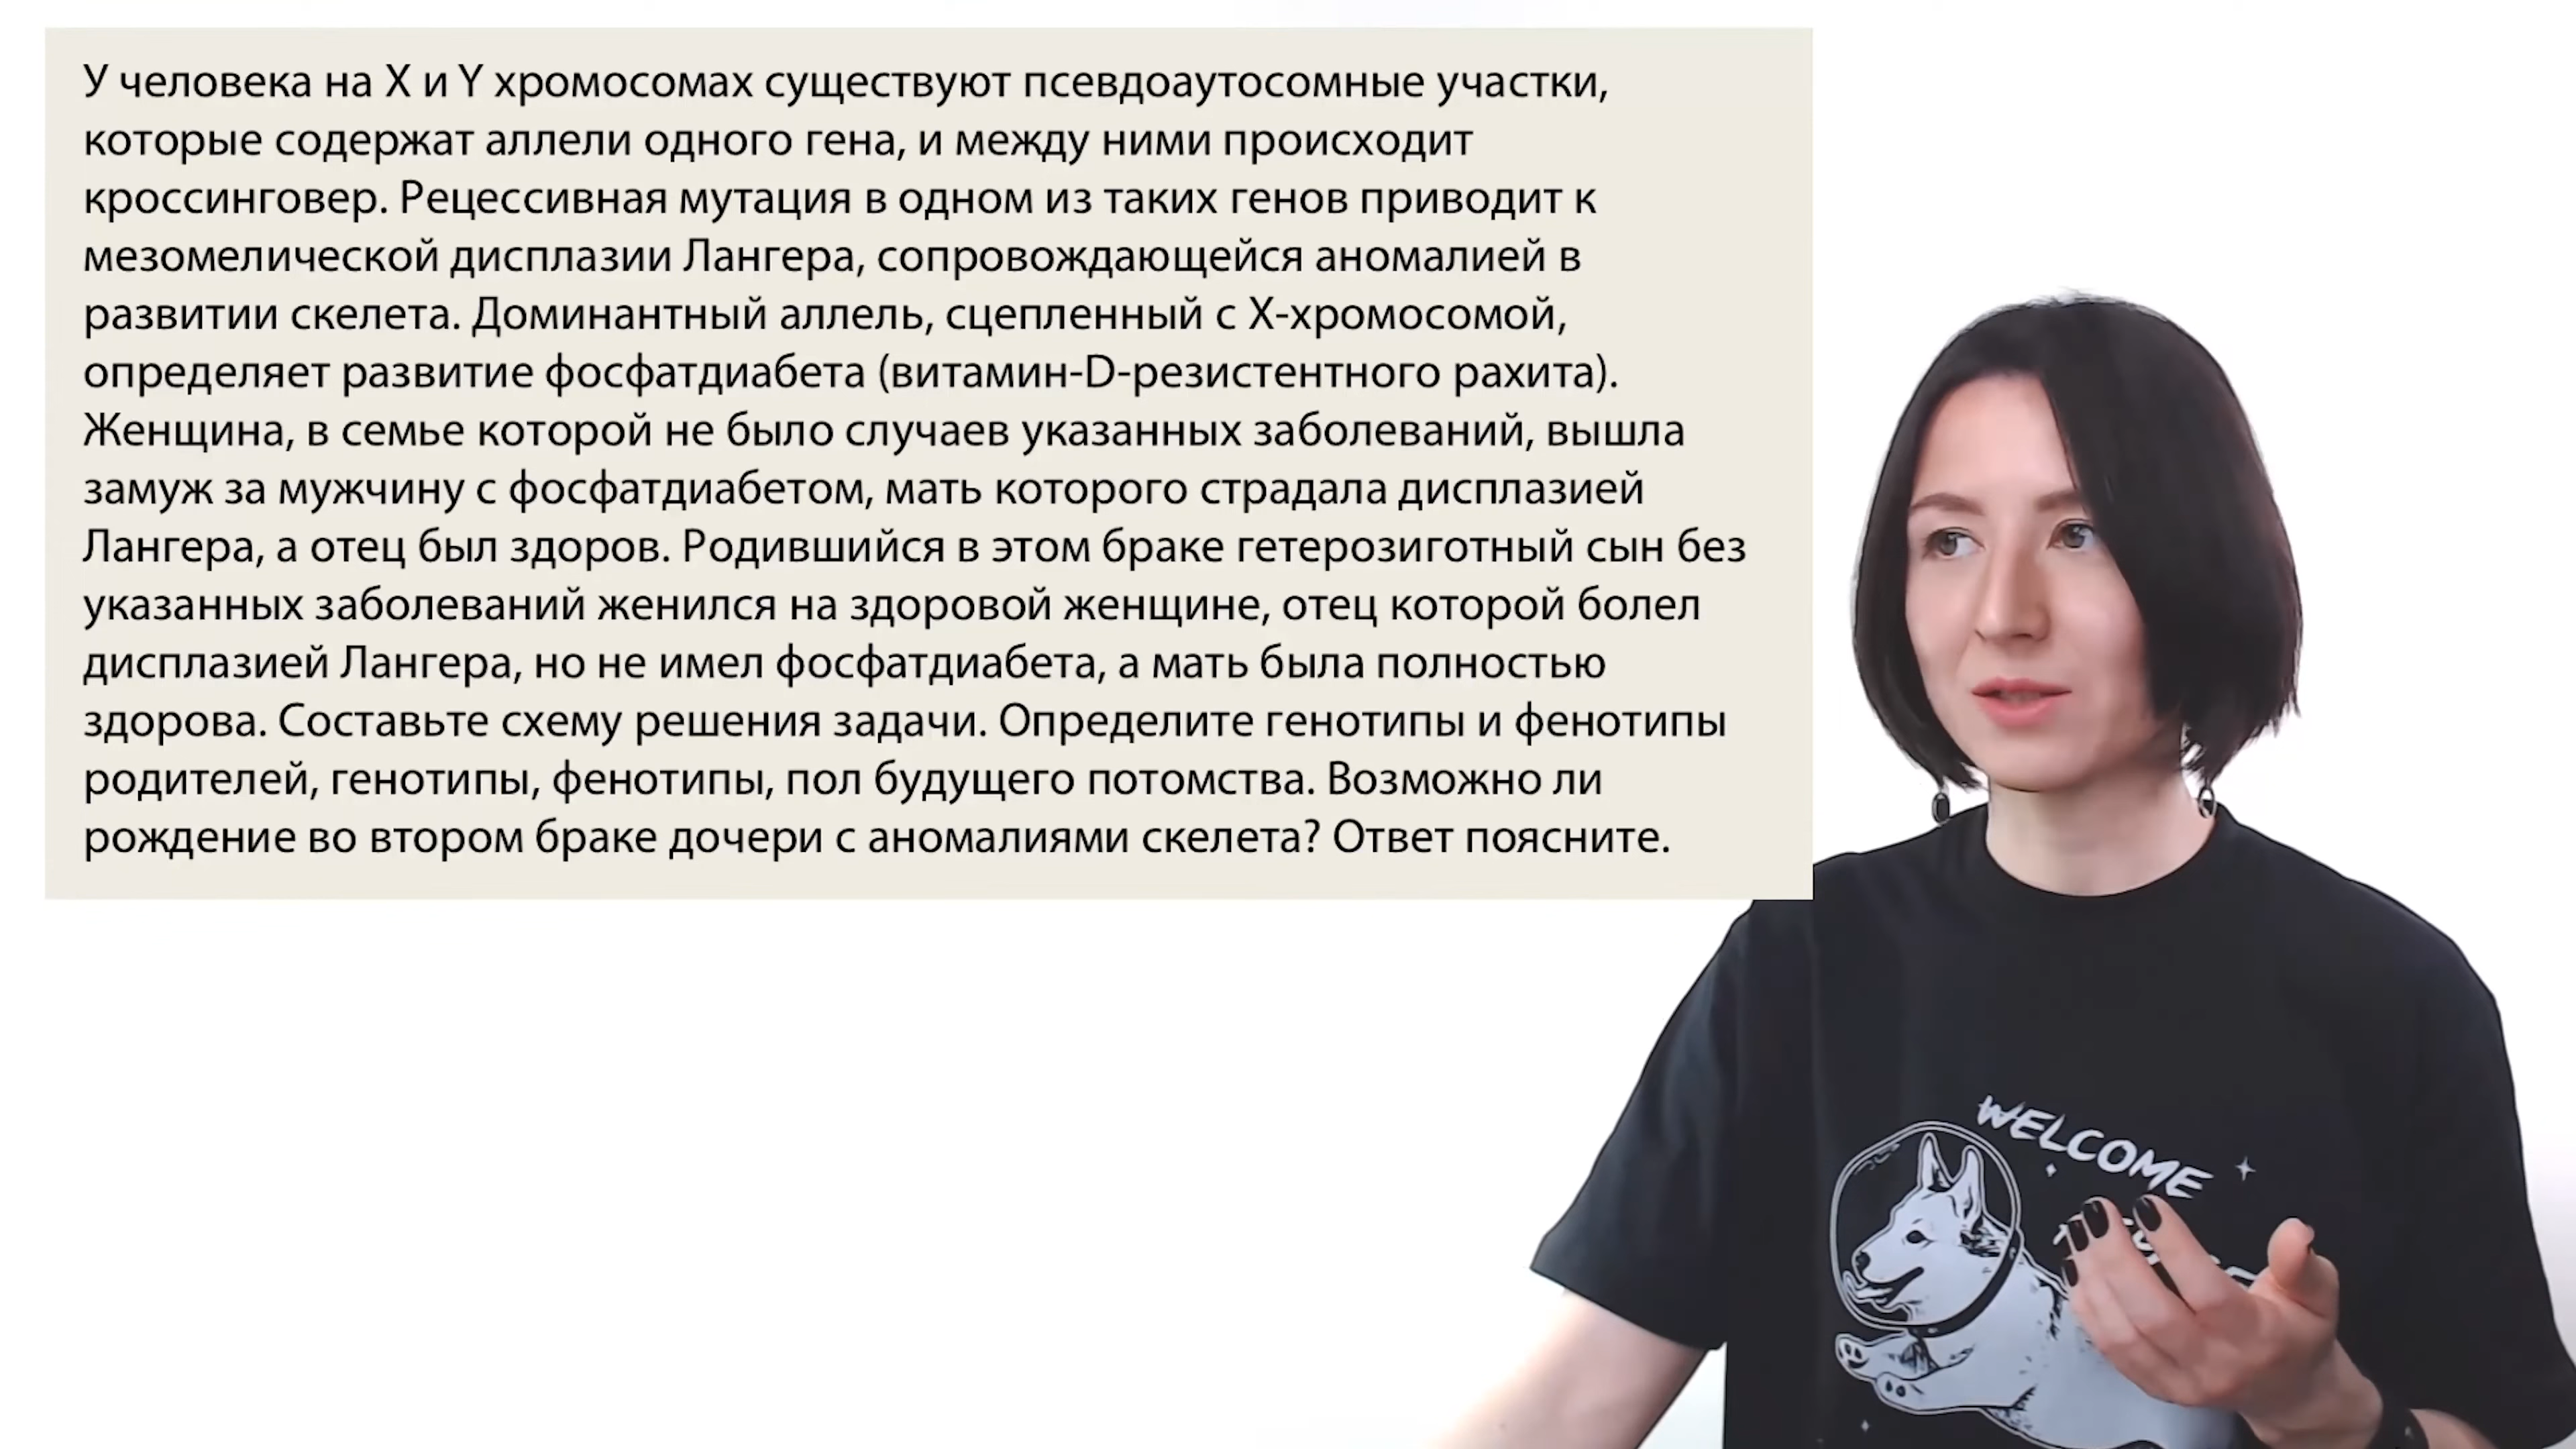 У человека на X и Y хромосомах существуют псевдоаутосомные участки,
которые содержат аллели одного гена, и между ними происходит
кроссинговер. Рецессивная мутация в одном из таких генов приводит к
мезомелической дисплазии Лангера, сопровождающейся аномалией в
развитии скелета. Доминантный аллель, сцепленный с X-хромосомой,
определяет развитие фосфатдиабета (витамин-D-резистентного рахита).
Женщина, в семье которой не было случаев указанных заболеваний, вышла
замуж за мужчину с фосфатдиабетом, мать которого страдала дисплазией
Лангера, а отец был здоров. Родившийся в этом браке гетерозиготный сын без
указанных заболеваний женился на здоровой женщине, отец которой болел
дисплазией Лангера, но не имел фосфатдиабета, а мать была полностью
здорова. Составьте схему решения задачи. Определите генотипы и фенотипы
родителей, генотипы, фенотипы, пол будущего потомства. Возможно ли
рождение во втором браке дочери с аномалиями скелета? Ответ поясните.
WELCOME